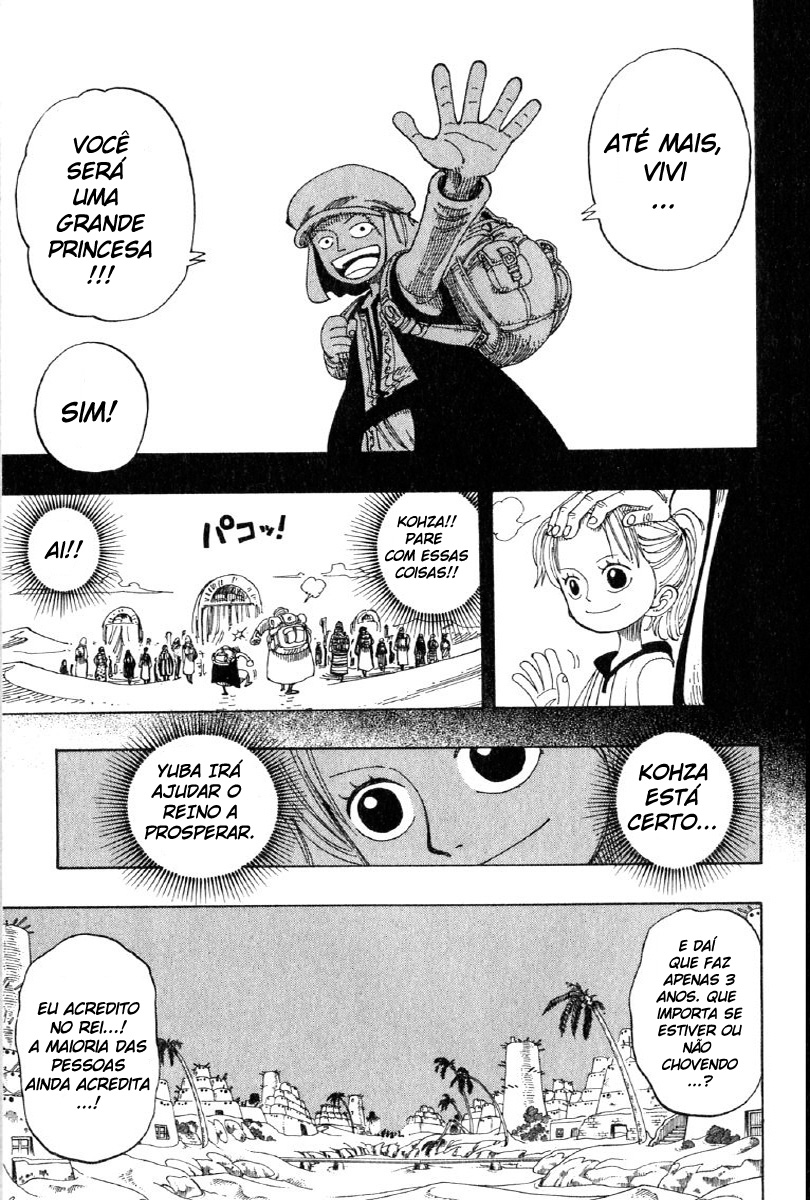 ATÉ MAIS,
VIVI
...
VOCÊ
SERÁ
UMA
GRANDE
PRINCESA
!!!
SIM!
KOHZA!!
PARE
COM ESSAS
COISAS!!
パコッ!
AI!!
KOHZA
ESTÁ
CERTO...
YUBA IRÁ
AJUDAR O
REINO A
PROSPERAR.
E DAÍ
QUE FAZ
APENAS 3
ANOS. QUE
IMPORTA SE
ESTIVER OU
NÃO
CHOVENDO
...?
EU ACREDITO
NO REI...!
A MAIORIA DAS
PESSOAS
AINDA ACREDITA
...!